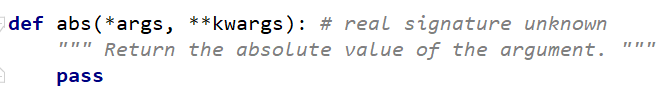 def abs(*args, **kwargs): # real signature unknown
    """ Return the absolute value of the argument. """
    pass